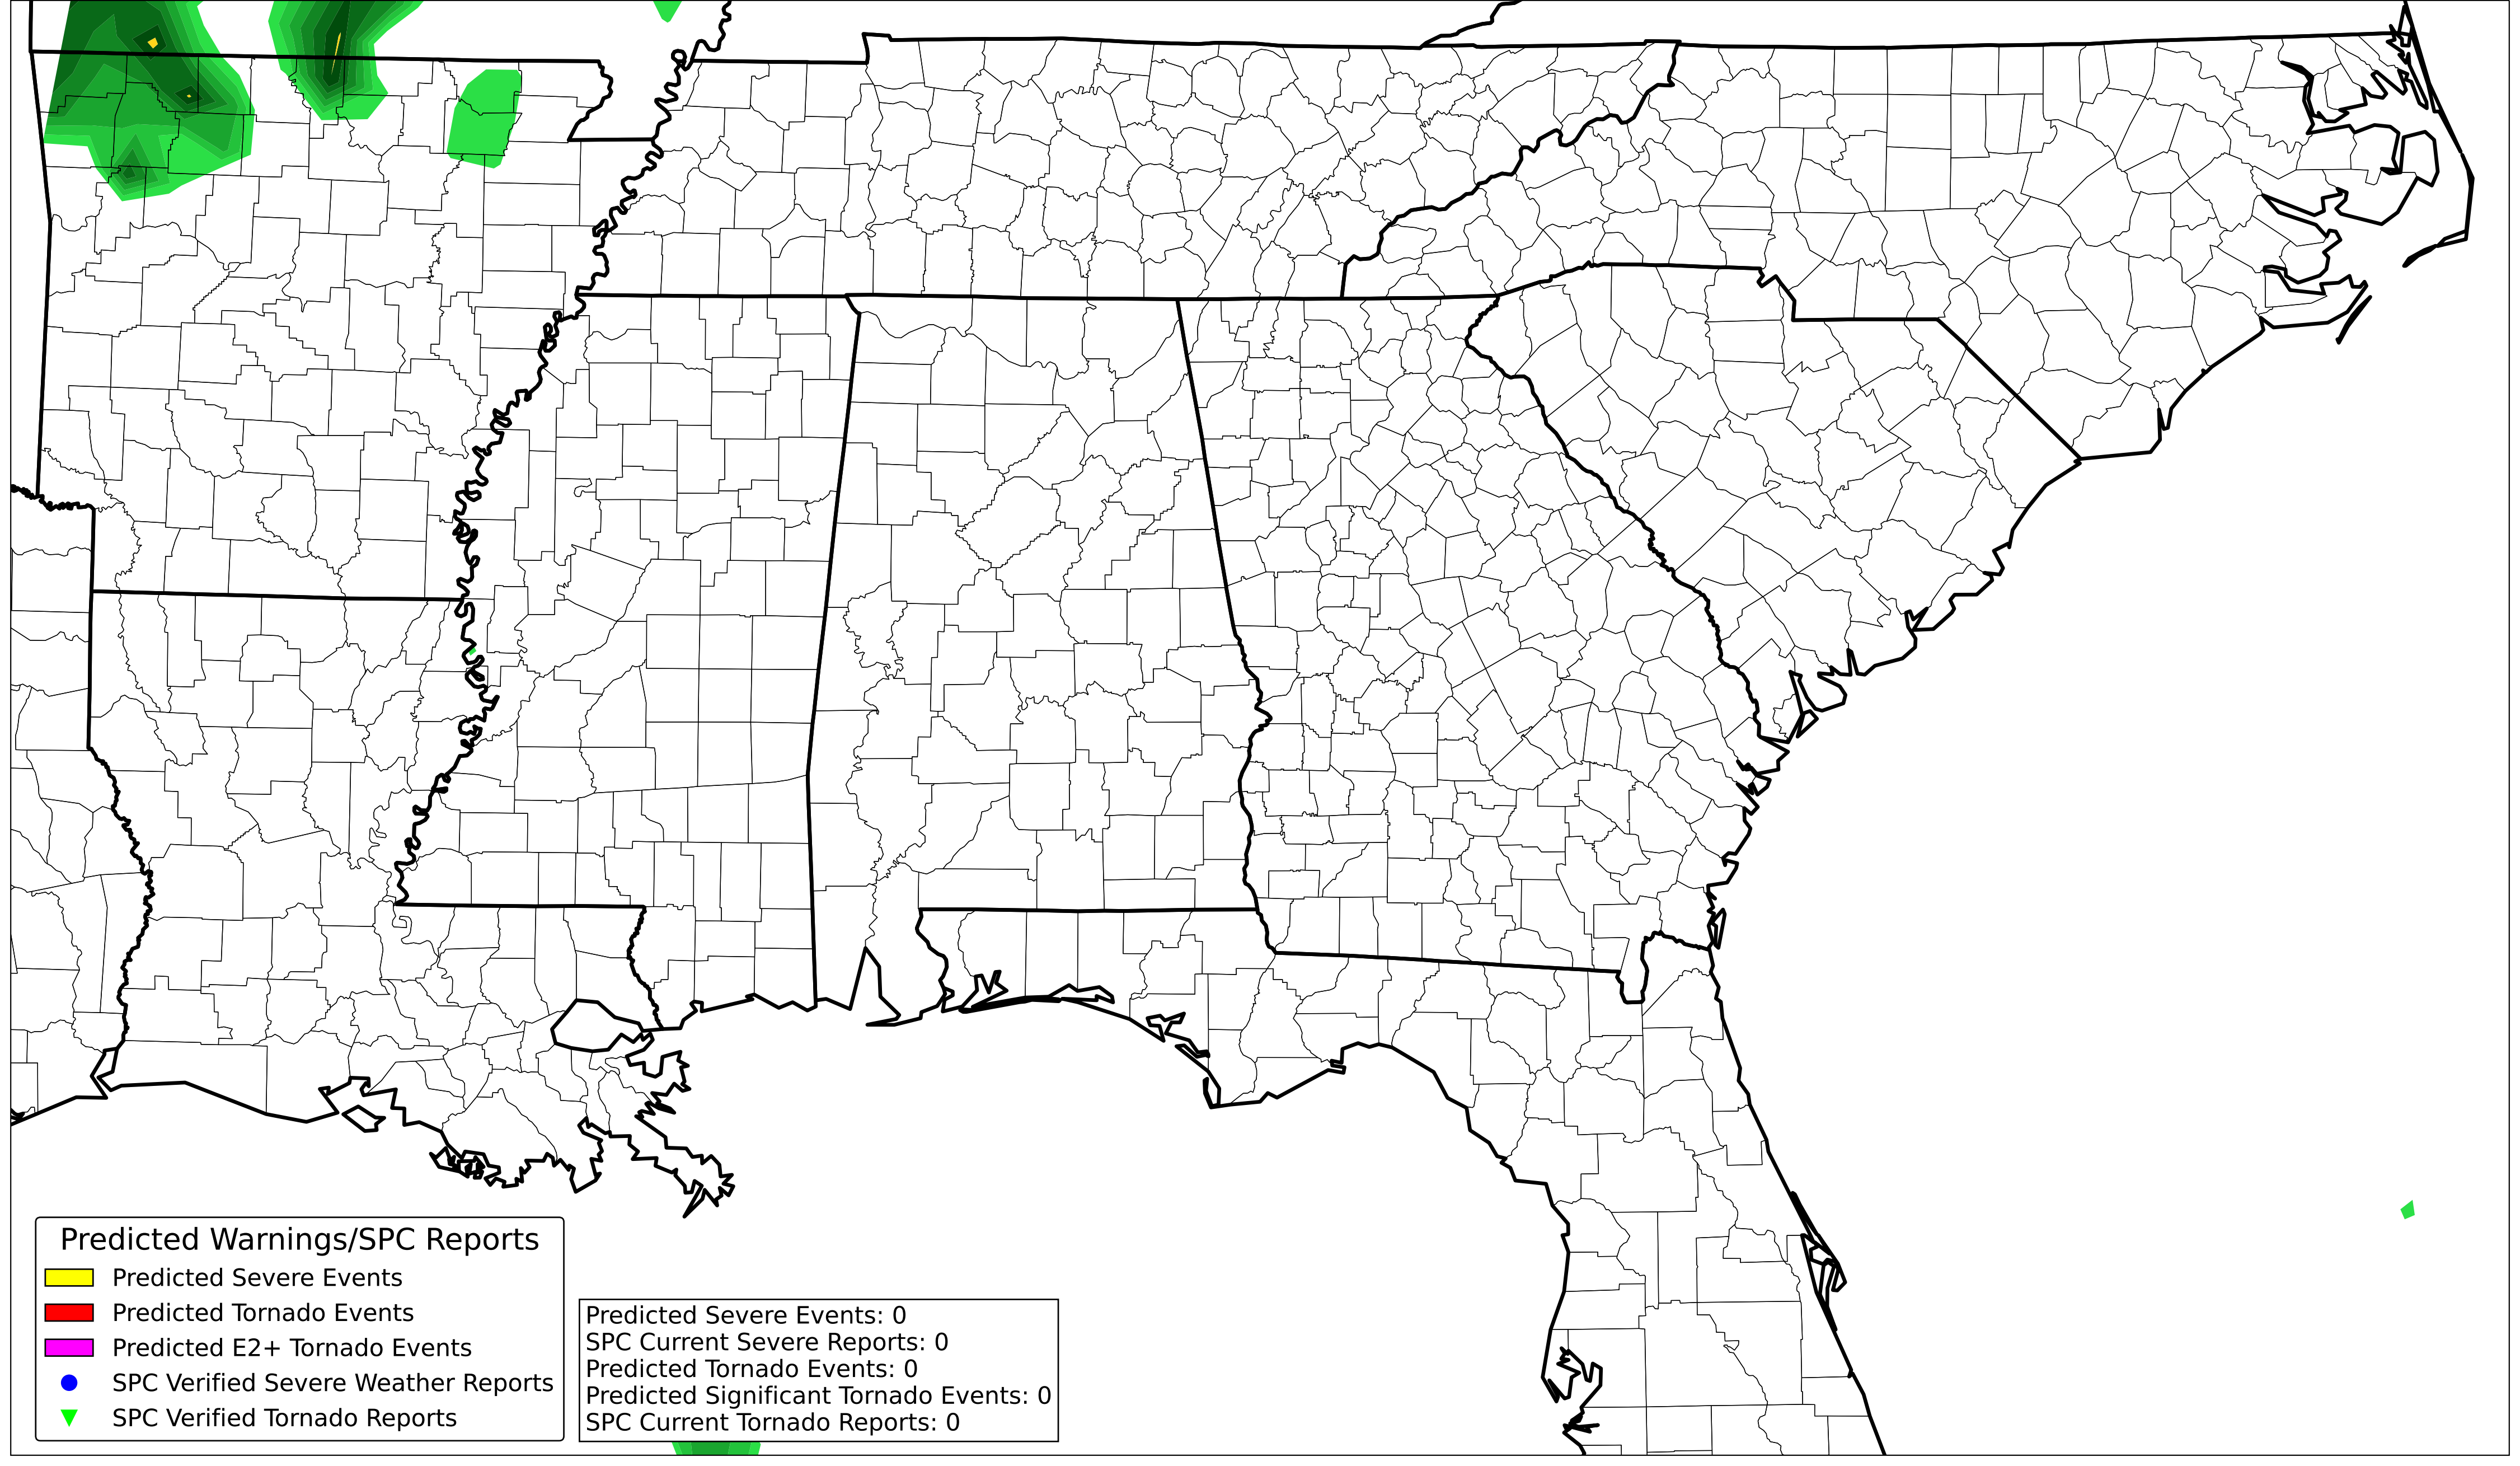 Predicted Warnings/SPC Reports
Predicted Severe Events
Predicted Tornado Events
Predicted E2+ Tornado Events
SPC Verified Severe Weather Reports
SPC Verified Tornado Reports
Predicted Severe Events: 0
SPC Current Severe Reports: 0
Predicted Tornado Events: 0
Predicted Significant Tornado Events: 0
SPC Current Tornado Reports: 0